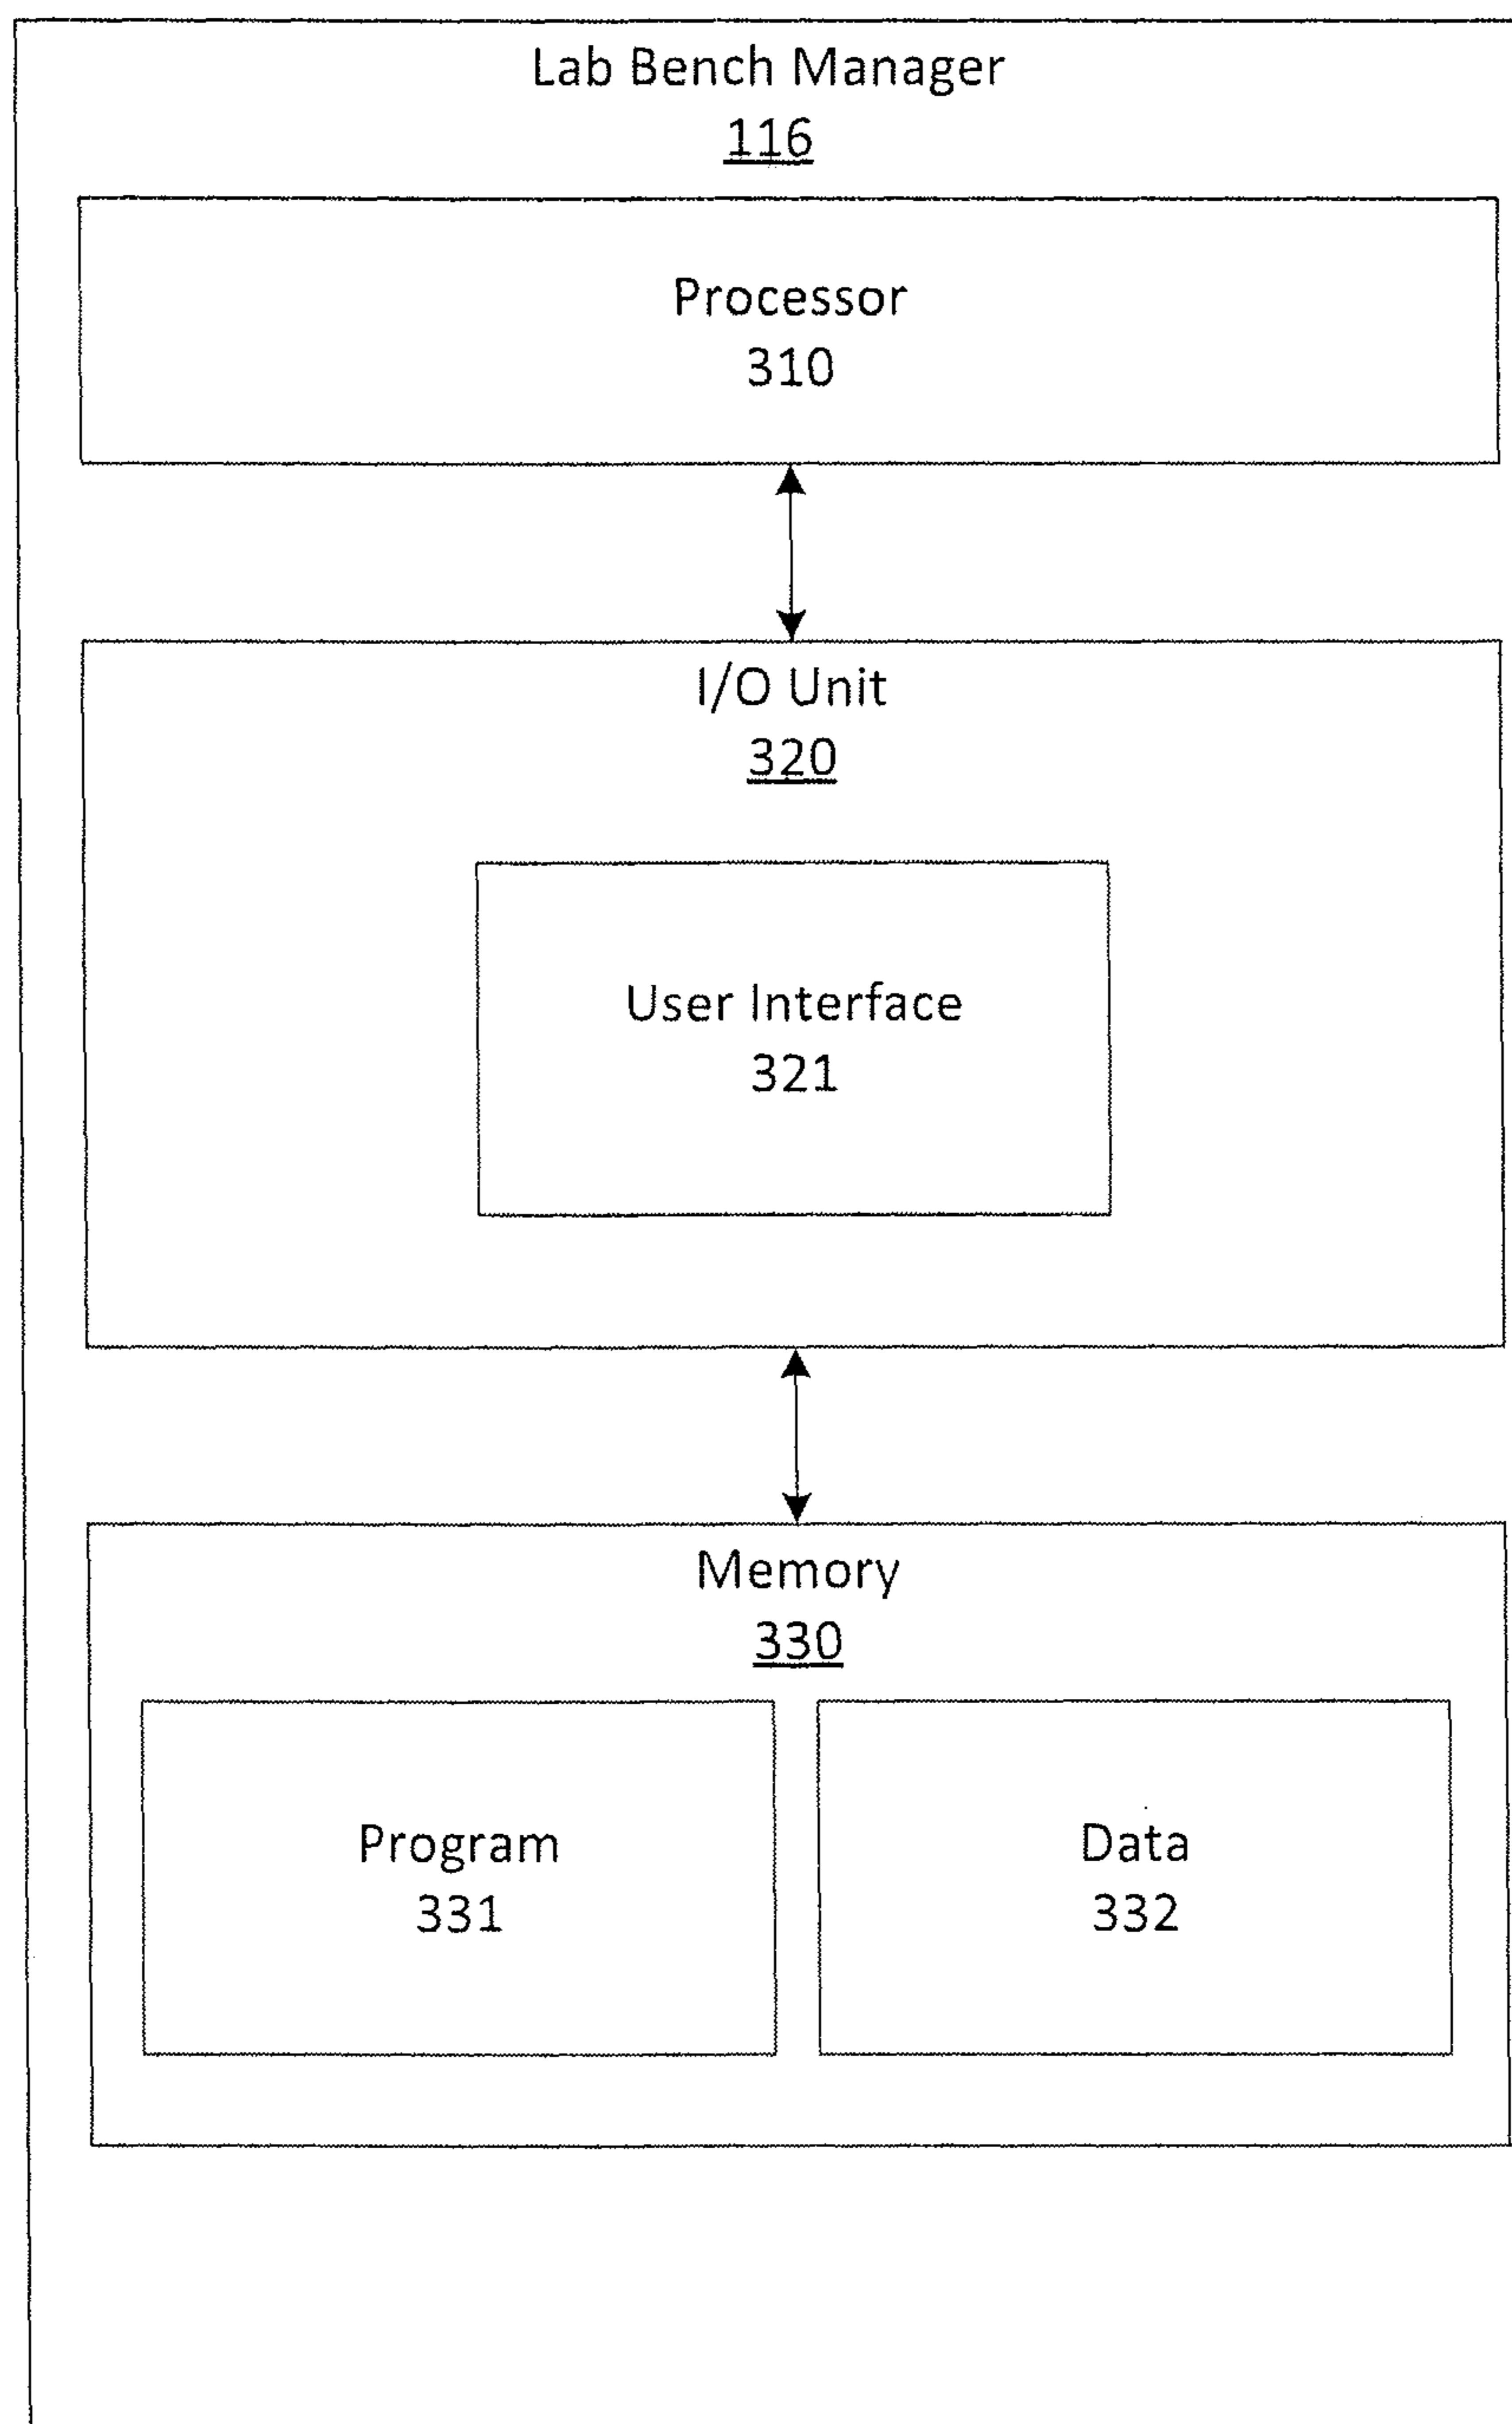 Lab Bench Manager
116
Processor
310
I/O Unit
320
User Interface
321
Memory
330
Program
331
Data
332